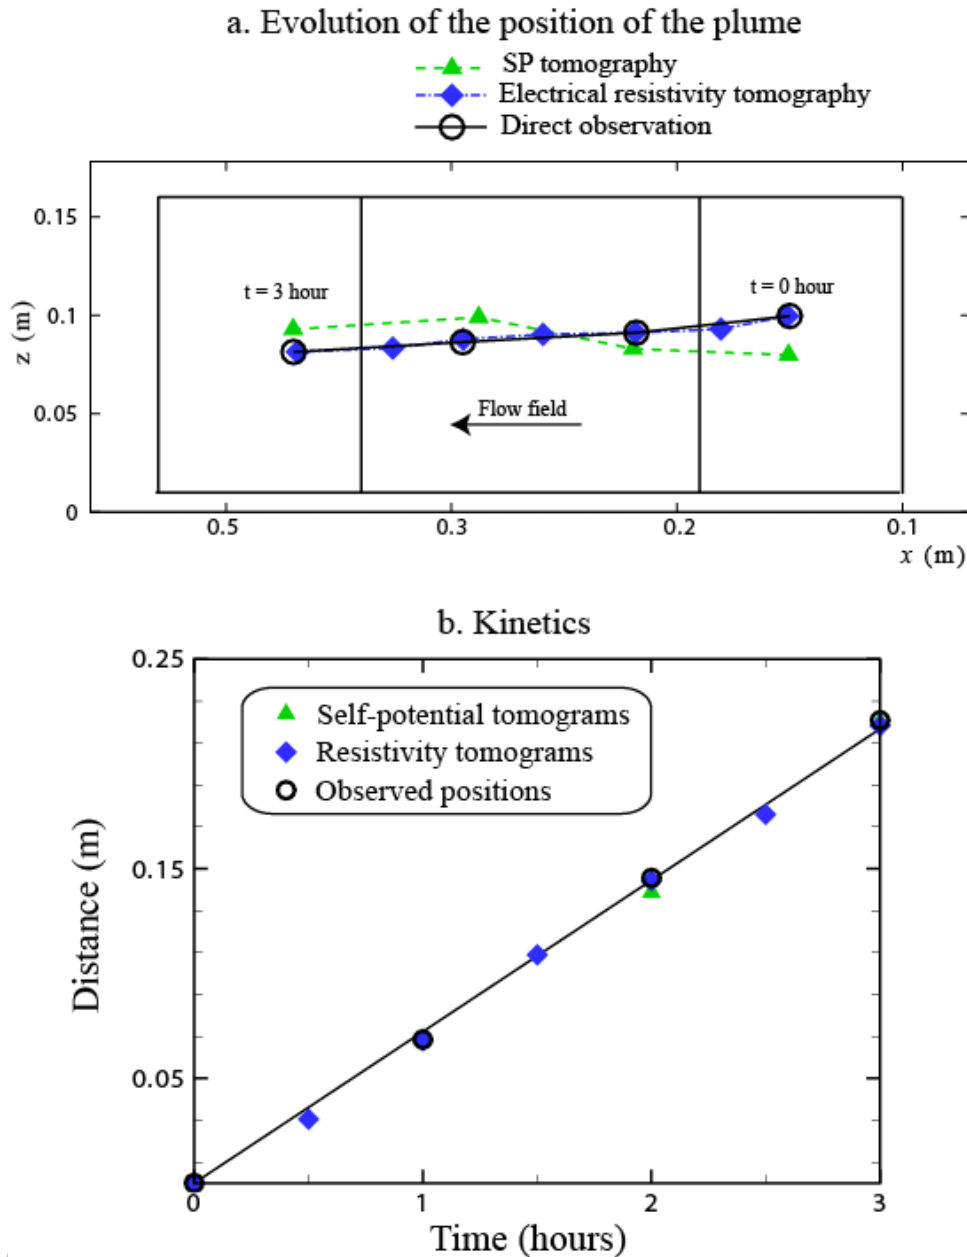 a. Evolution of the position of the plume
SP tomography
Electrical resistivity tomography
Direct observation
0.15
0.1
0.05
0
z (m)
t = 3 hour
t = 0 hour
Flow field
0.5
0.3
0.2
0.1
x (m)
b. Kinetics
0.25
0.15
0.05
Distance (m)
Self-potential tomograms
Resistivity tomograms
Observed positions
0
1
2
3
Time (hours)